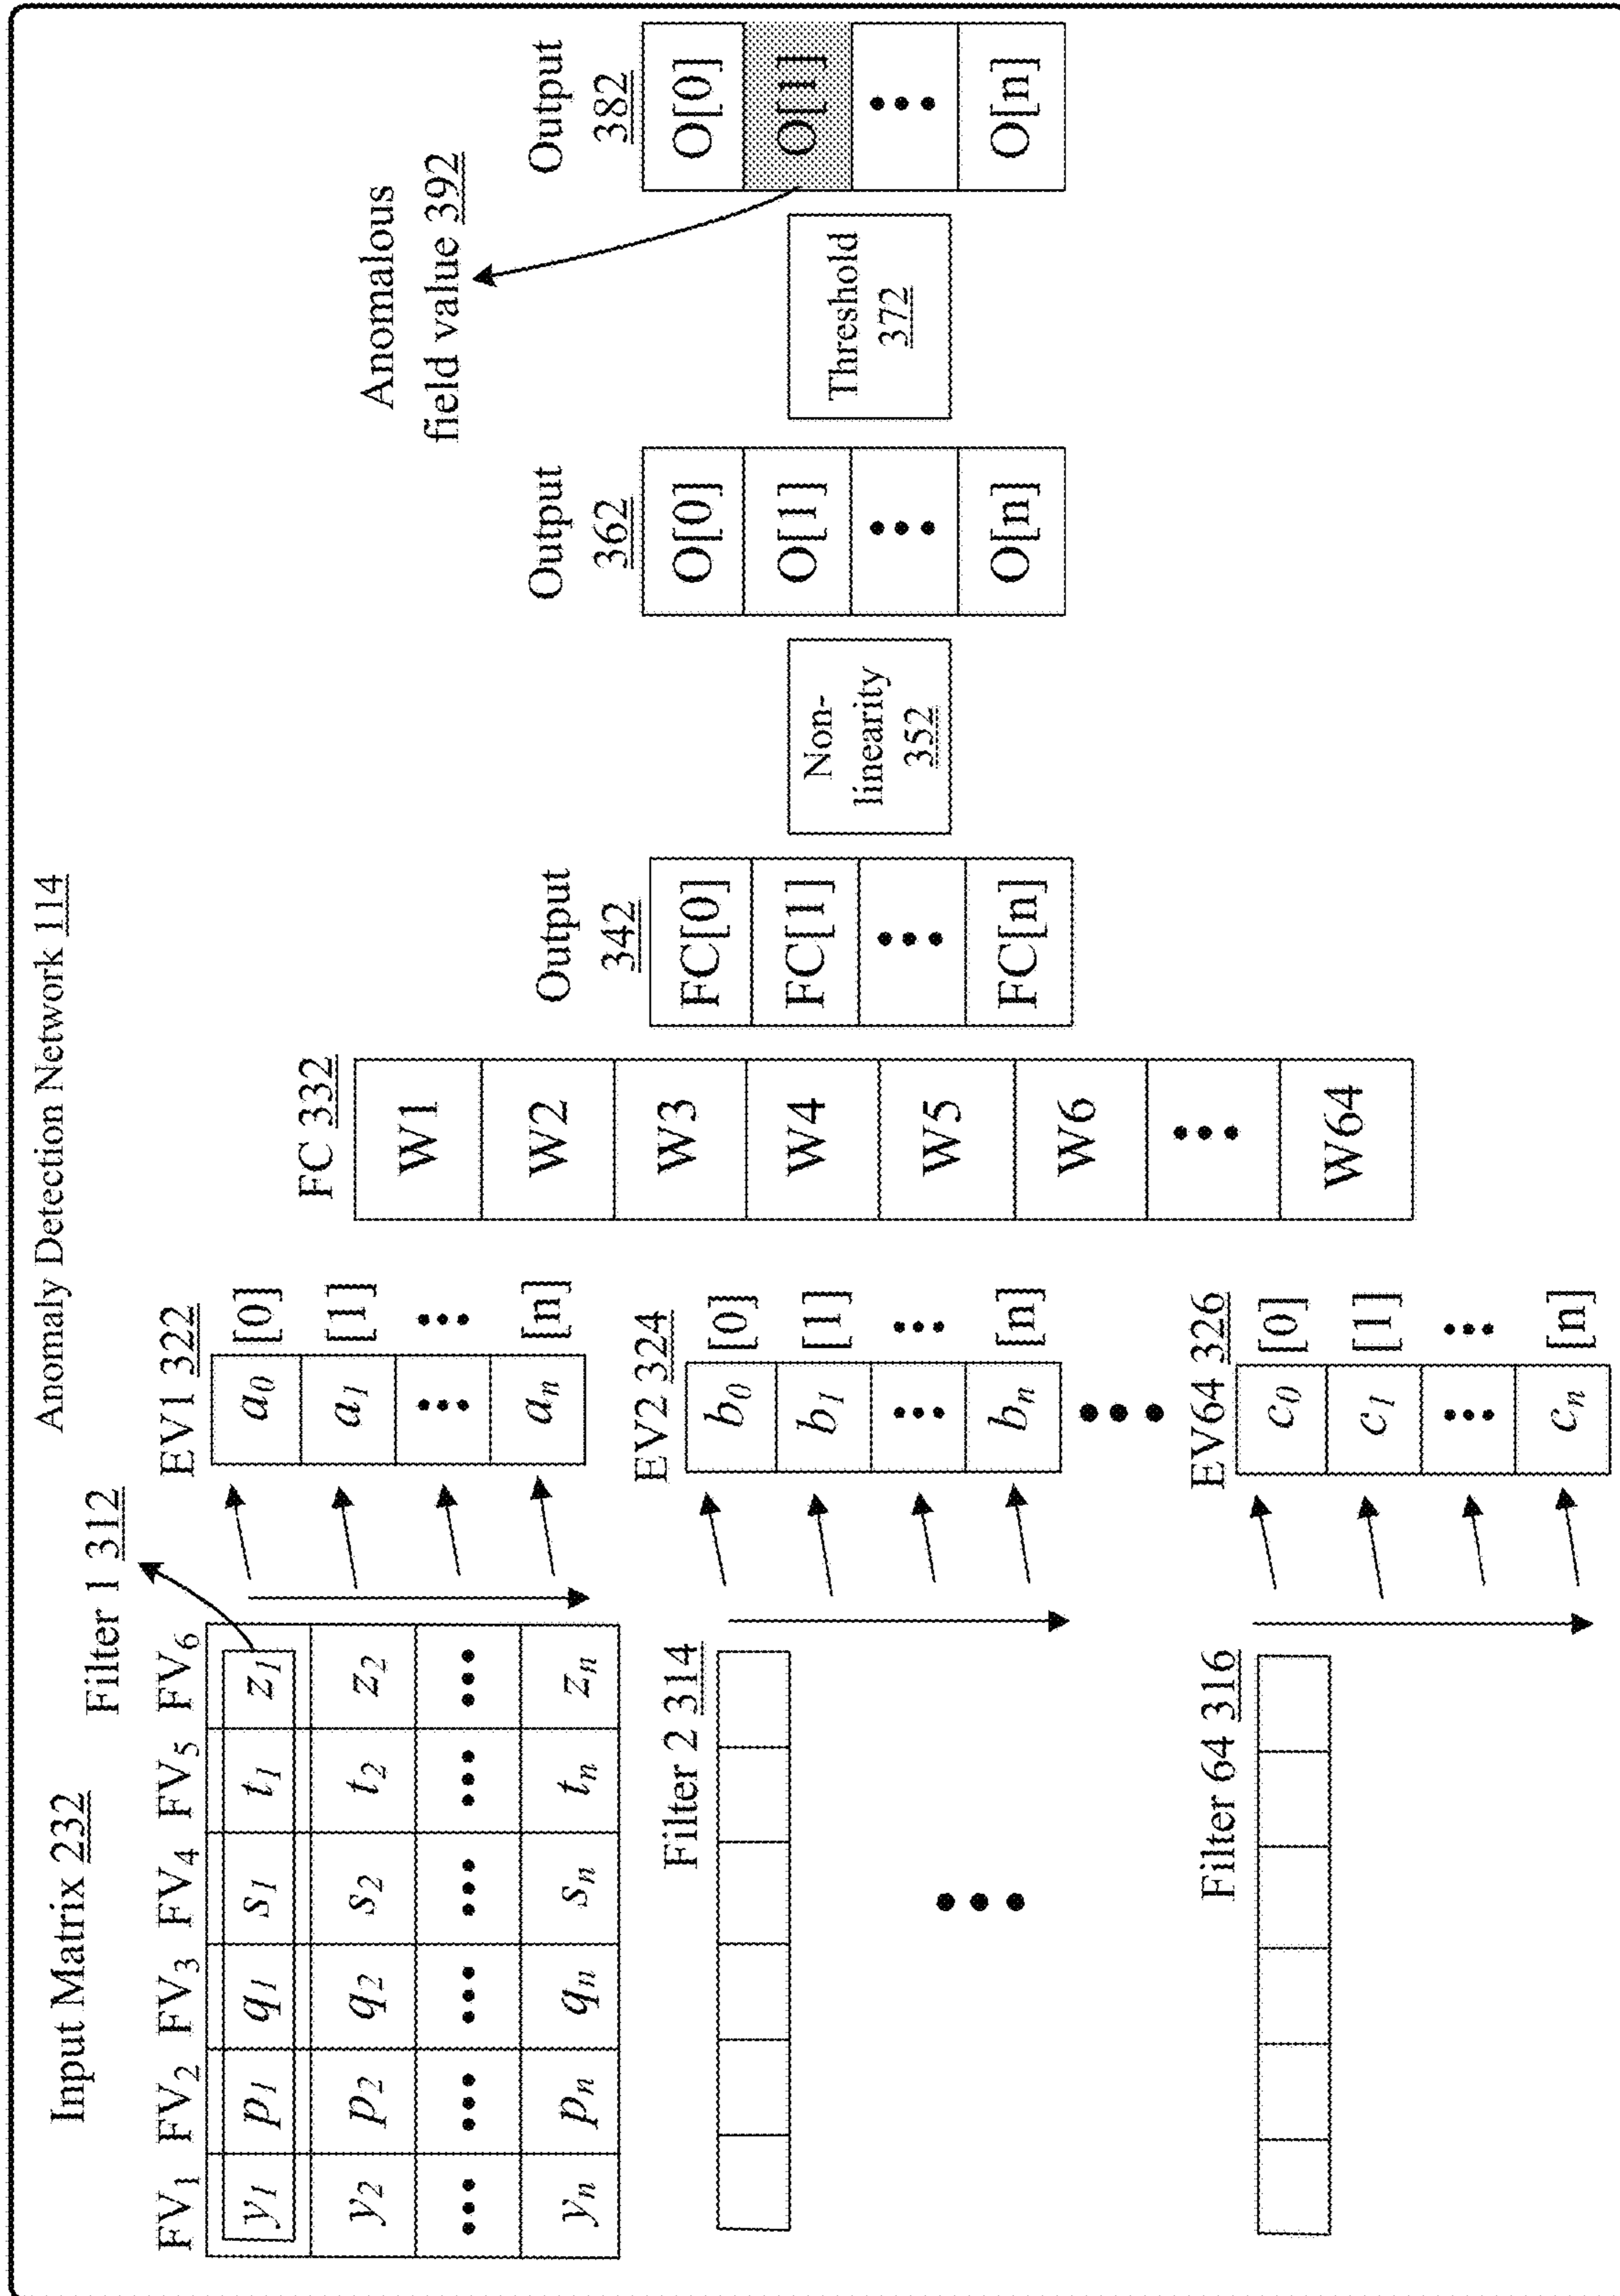 Anomaly Detection Network 114
Input Matrix 232
FV1 FV2 FV3 FV4 FV5 FV6
y1 p1 q1 s1 t1 z1
y2 p2 q2 s2 t2 z2
yn pn qn sn tn zn
Filter 1 312
Filter 2 314
Filter 64 316
EV1 322
a0 [0]
a1 [1]
an [n]
EV2 324
b0 [0]
b1 [1]
bn [n]
EV64 326
c0 [0]
c1 [1]
cn [n]
FC 332
W1
W2
W3
W4
W5
W6
W64
Output
342
FC[0]
FC[1]
FC[n]
Non-
linearity
352
Output
362
O[0]
O[1]
O[n]
Threshold
372
Anomalous
field value 392
Output
382
O[0]
O[1]
O[n]